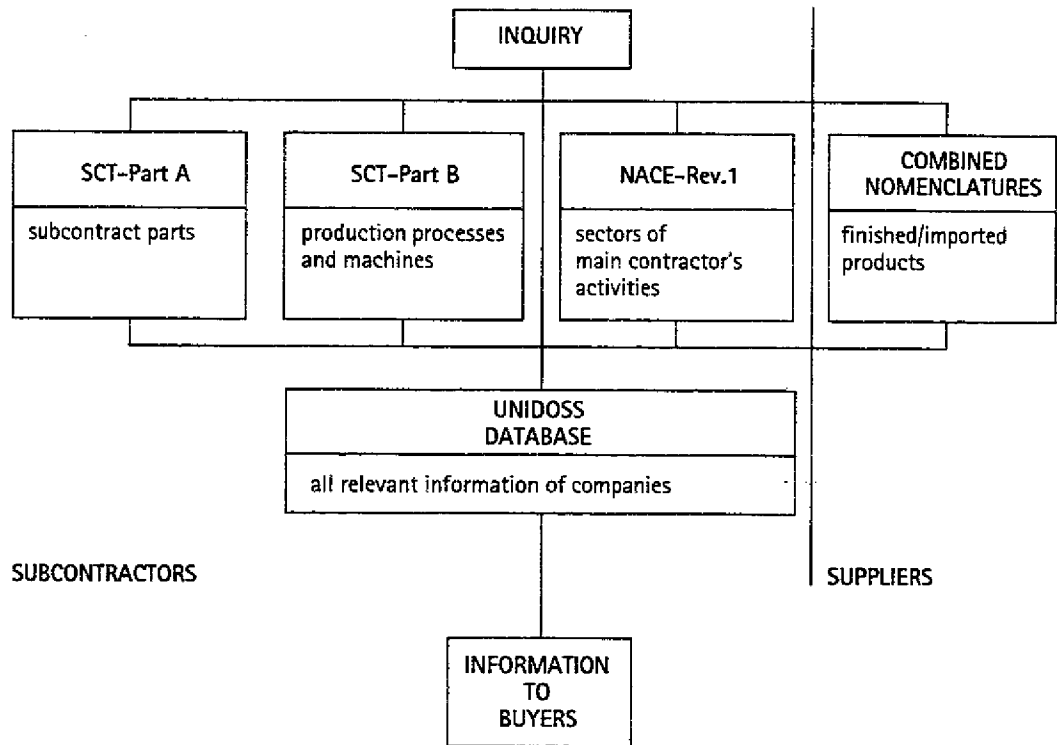 INQUIRY
SCT-Part A
subcontract parts
SCT-Part B
production processes
and machines
NACE-Rev.1
sectors of
main contractor's
activities
COMBINED
NOMENCLATURES
finished/imported
products
UNIDOSS
DATABASE
all relevant information of companies
SUBCONTRACTORS
SUPPLIERS
INFORMATION
TO
BUYERS